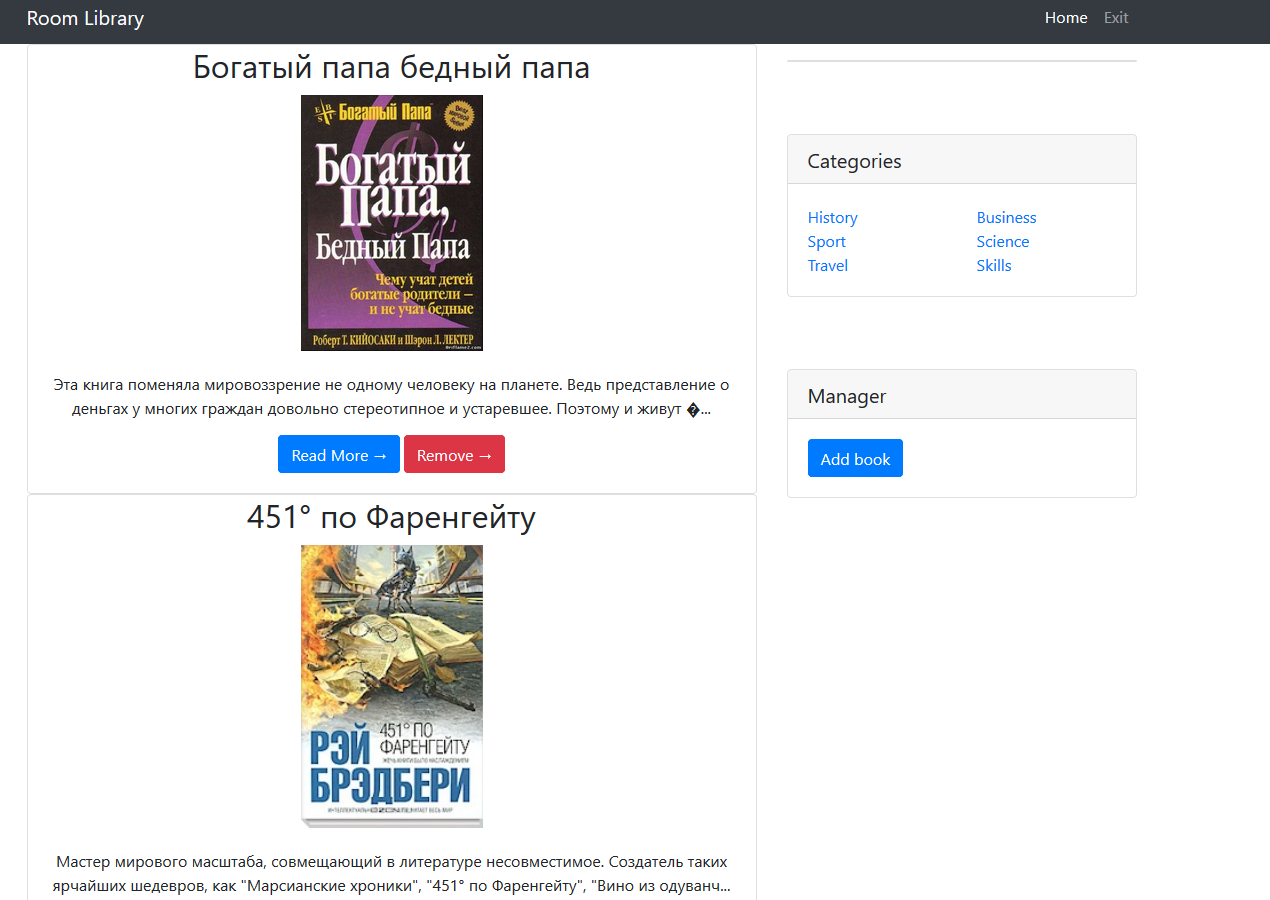 Room Library
Home Exit
Богатый папа бедный папа
Богатый Папа
Богатый
Папа,
Бедный Папа
Чему учат детей
богатые родители –
и не учат бедные
Роберт Т. КИЙОСАКИ и Шэрон Л. ЛЕКТЕР
Эта книга поменяла мировоззрение не одному человеку на планете. Ведь представление о
деньгах у многих граждан довольно стереотипное и устаревшее. Поэтому и живут �...
Read More →
Remove →
451° по Фаренгейту
РЭЙ
БРЭДБЕРИ
451° ПО
ФАРЕНГЕЙТУ
Мастер мирового масштаба, совмещающий в литературе несовместимое. Создатель таких
ярчайших шедевров, как "Марсианские хроники", "451° по Фаренгейту", "Вино из одуванч...
Categories
History
Business
Sport
Science
Travel
Skills
Manager
Add book